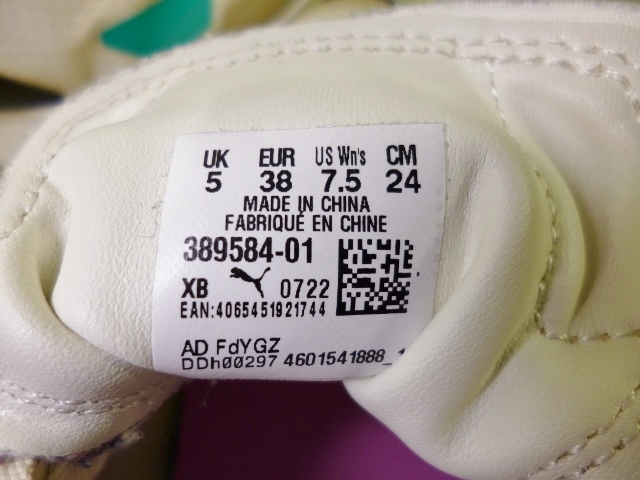 UK EUR US Wn's CM
5 38 7.5 24
MADE IN CHINA
FABRIQUÉ EN CHINE
389584-01
XB 0722
EAN:4065451921744
AD FdYGZ
DDh00297 4601541888_1